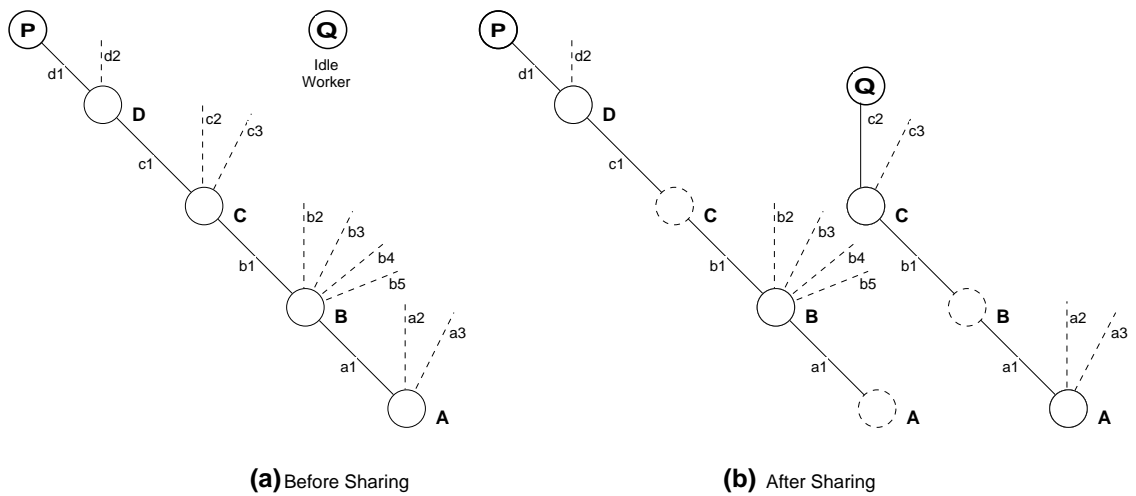 P
Q
Idle
Worker
d1
d2
D
c1
c2
c3
C
b1
b2
b3
b4
b5
B
a1
a2
a3
A
(a) Before Sharing
P
d1
d2
D
c1
C
b1
b2
b3
b4
b5
B
a1
A
Q
c2
c3
C
b1
B
a1
a2
a3
A
(b) After Sharing